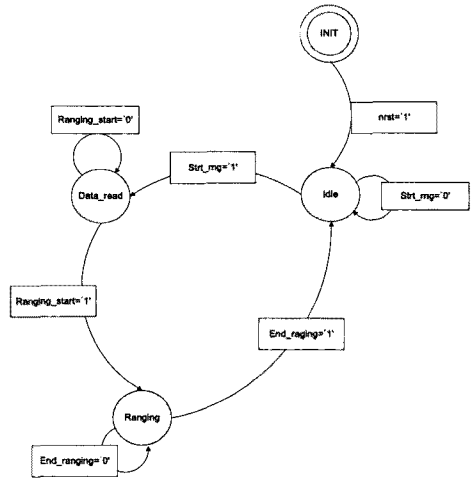 INIT
nrst=`1'
Ranging_start=`0'
Strt_rng=`1'
Data_read
Idle
Strt_rng=`0'
Ranging_start=`1'
End_raging=`1'
Ranging
End_ranging=`0'